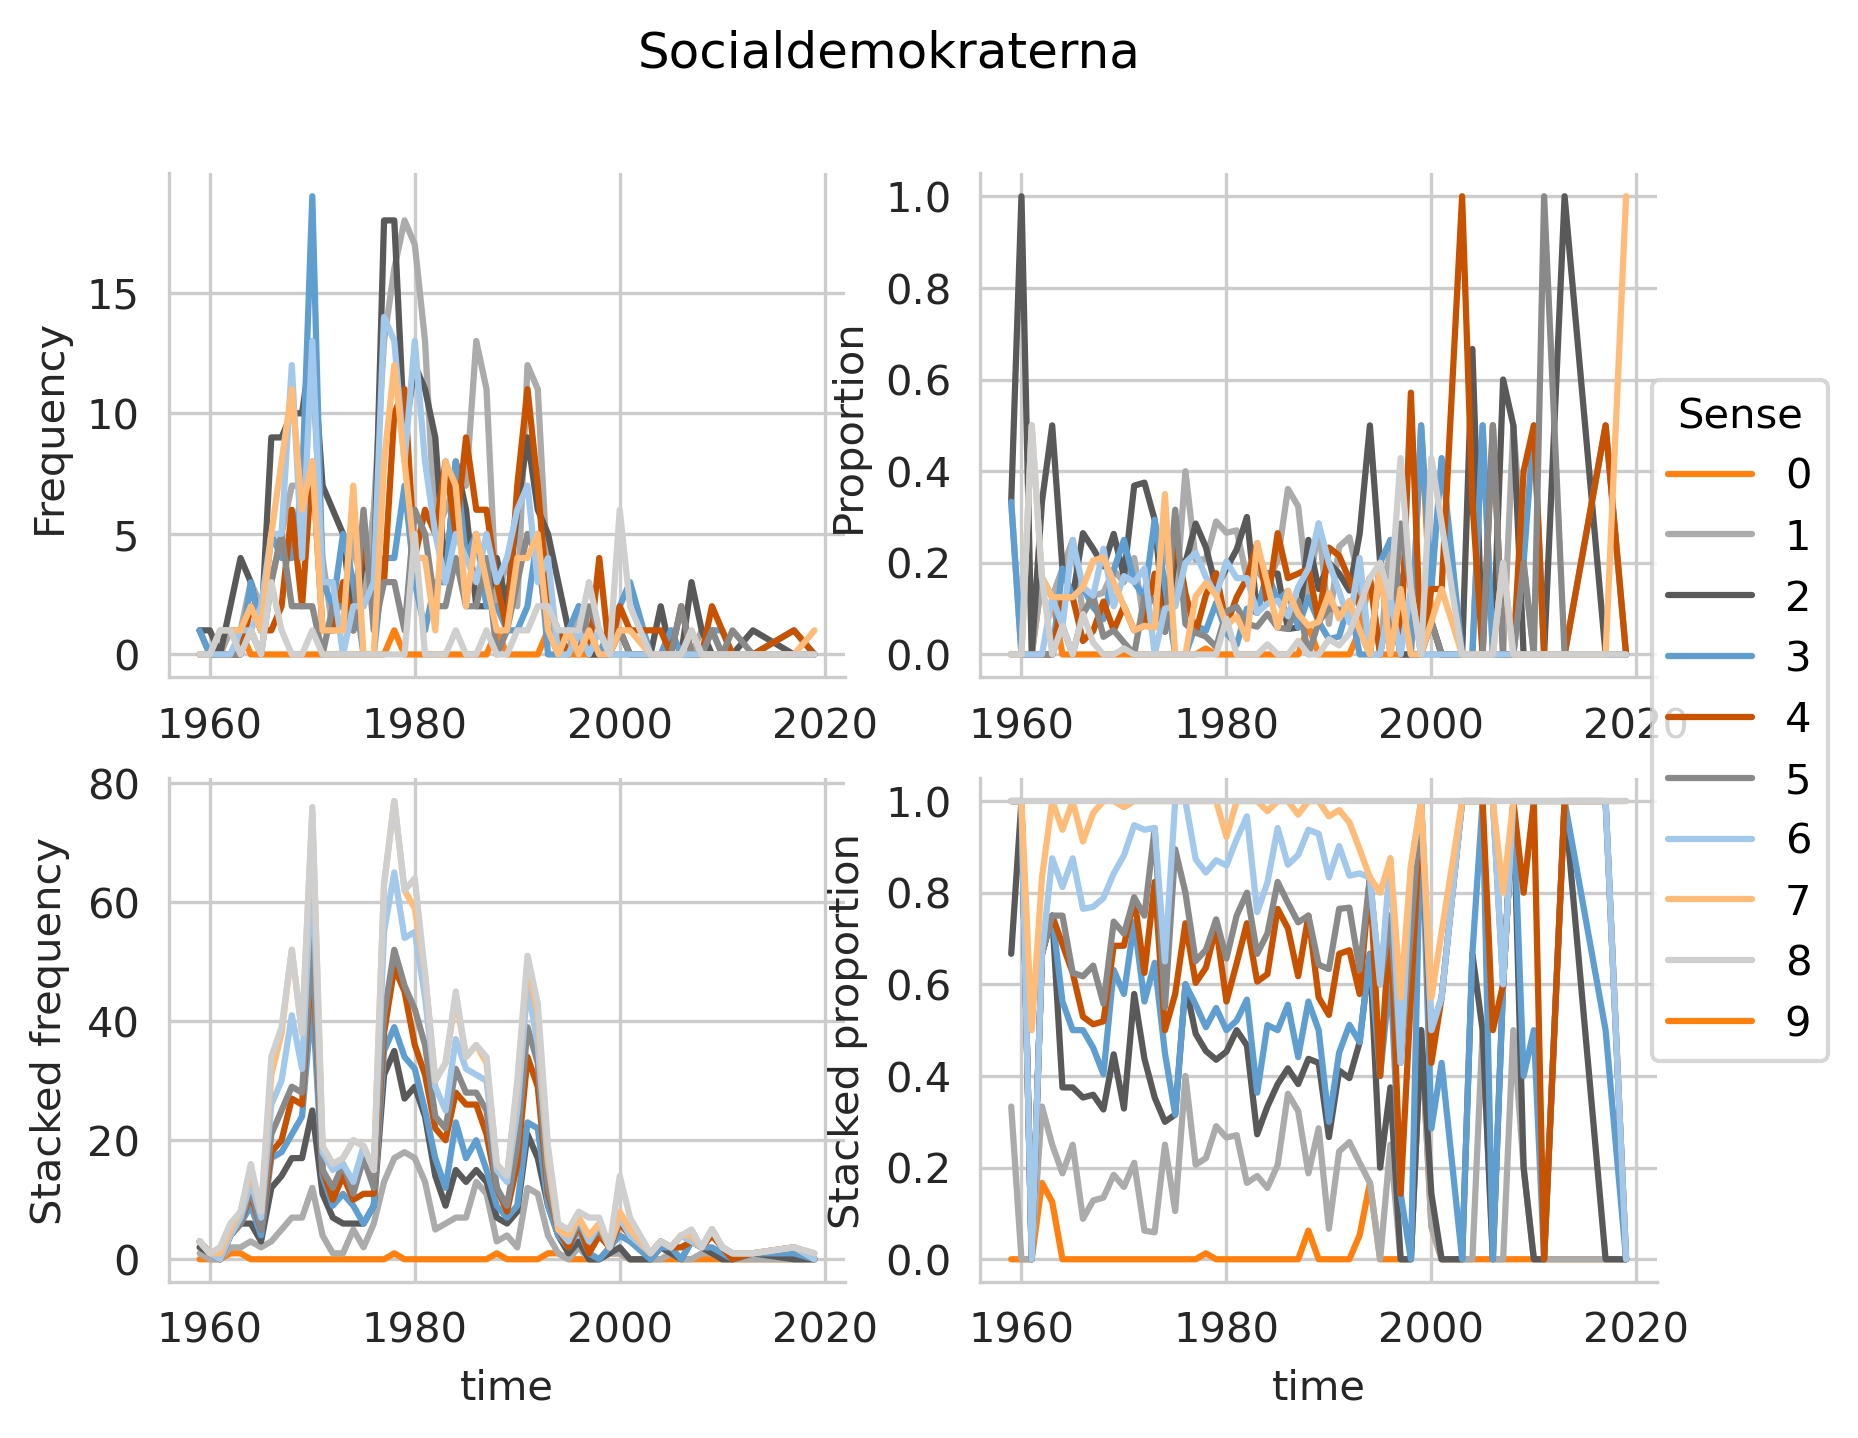 Socialdemokraterna
Frequency
15
10
5
0
1960 1980 2000 2020
Proportion
1.0
0.8
0.6
0.4
0.2
0.0
1960 1980 2000 2020
Stacked frequency
80
60
40
20
0
1960 1980 2000 2020
time
Stacked proportion
1.0
0.8
0.6
0.4
0.2
0.0
1960 1980 2000 2020
time
Sense
0
1
2
3
4
5
6
7
8
9